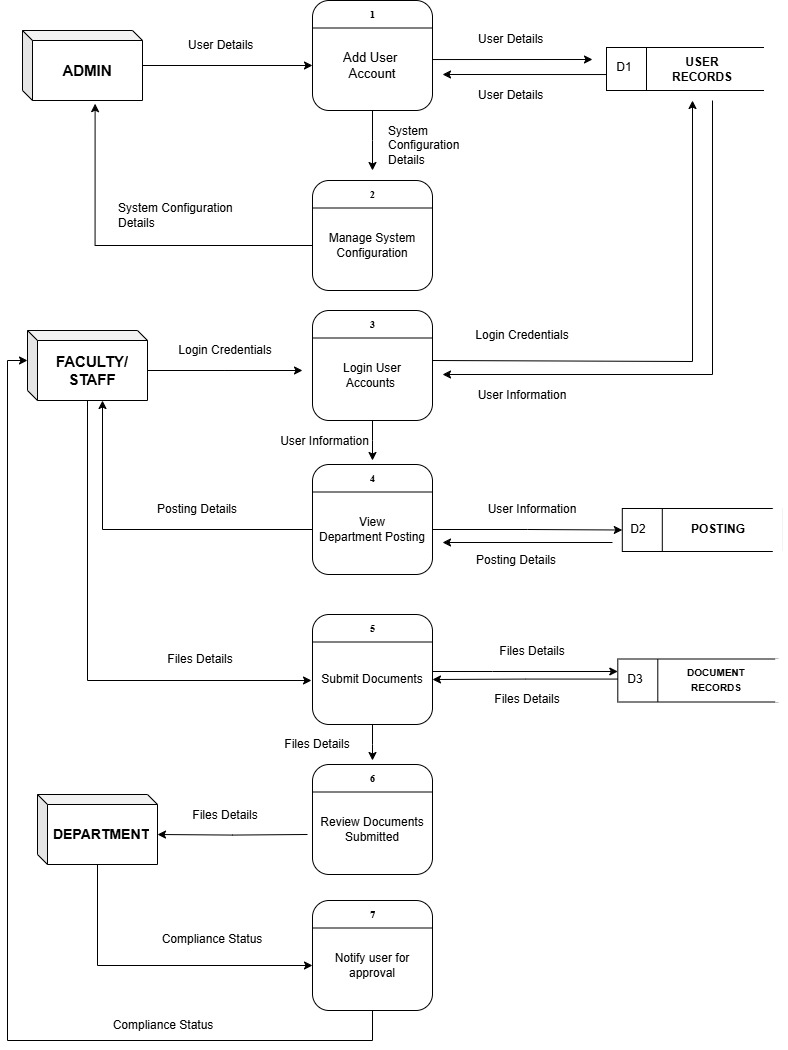 1
ADMIN
User Details
Add User
Account
User Details
User Details
D1
USER
RECORDS
System
Configuration
Details
2
Manage System
Configuration
System Configuration
Details
3
FACULTY/
STAFF
Login Credentials
Login User
Accounts
Login Credentials
User Information
User Information
4
View
Department Posting
Posting Details
User Information
Posting Details
D2
POSTING
5
Submit Documents
Files Details
Files Details
Files Details
D3
DOCUMENT
RECORDS
Files Details
6
Review Documents
Submitted
Files Details
DEPARTMENT
7
Notify user for
approval
Compliance Status
Compliance Status